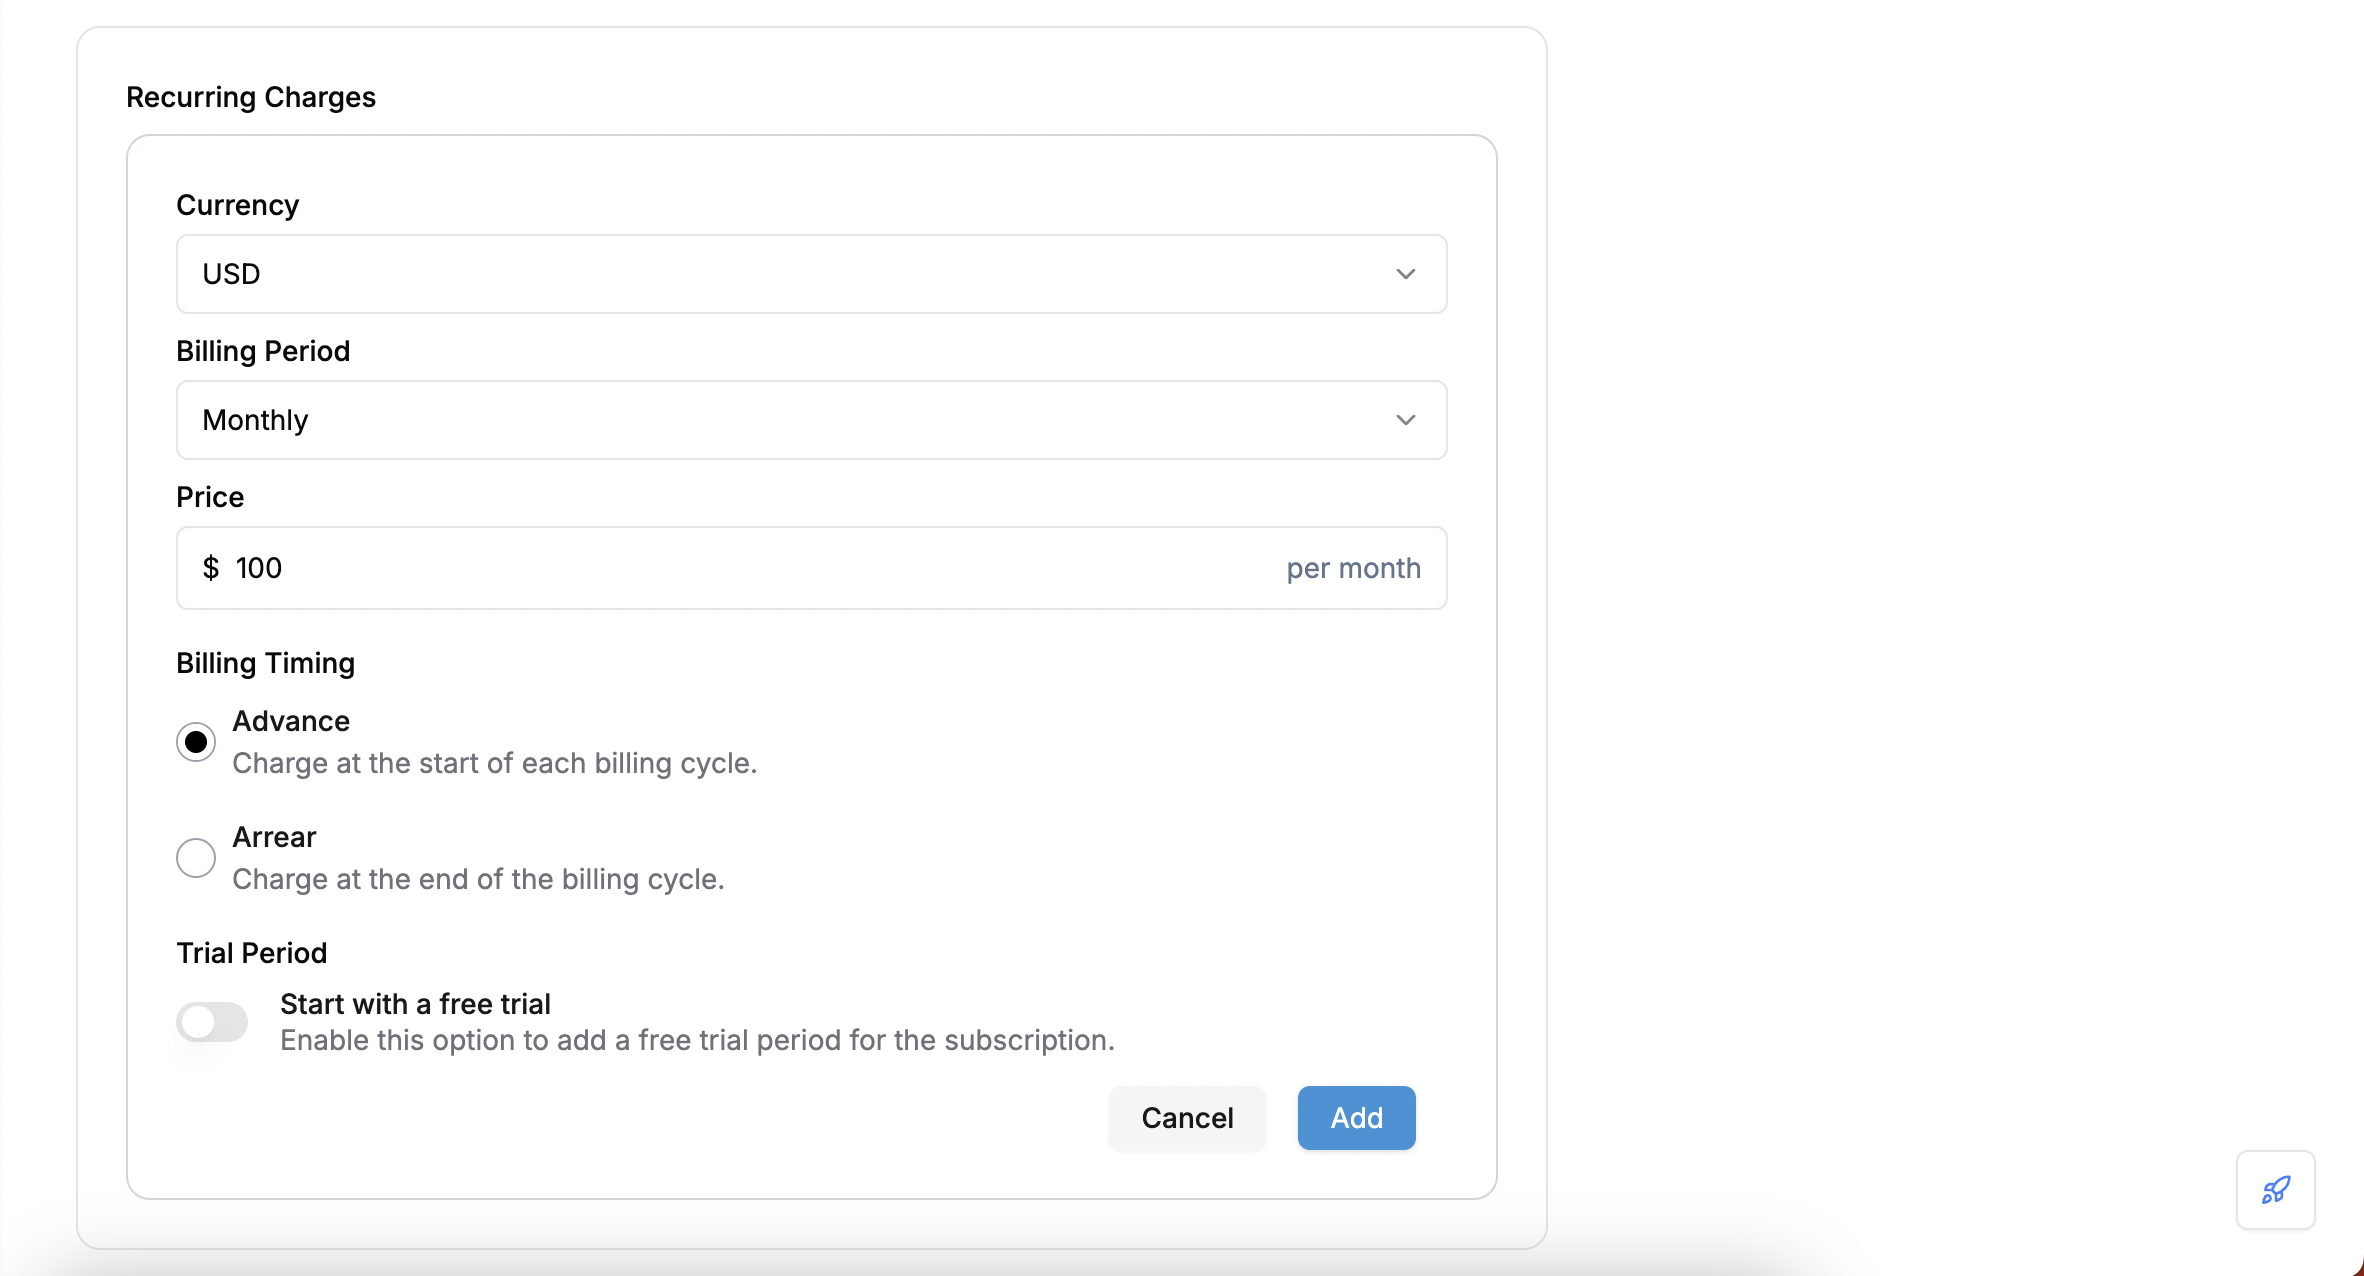 Recurring Charges
Currency
USD
Billing Period
Monthly
Price
$ 100 per month
Billing Timing
Advance
Charge at the start of each billing cycle.
Arrear
Charge at the end of the billing cycle.
Trial Period
Start with a free trial
Enable this option to add a free trial period for the subscription.
Cancel Add